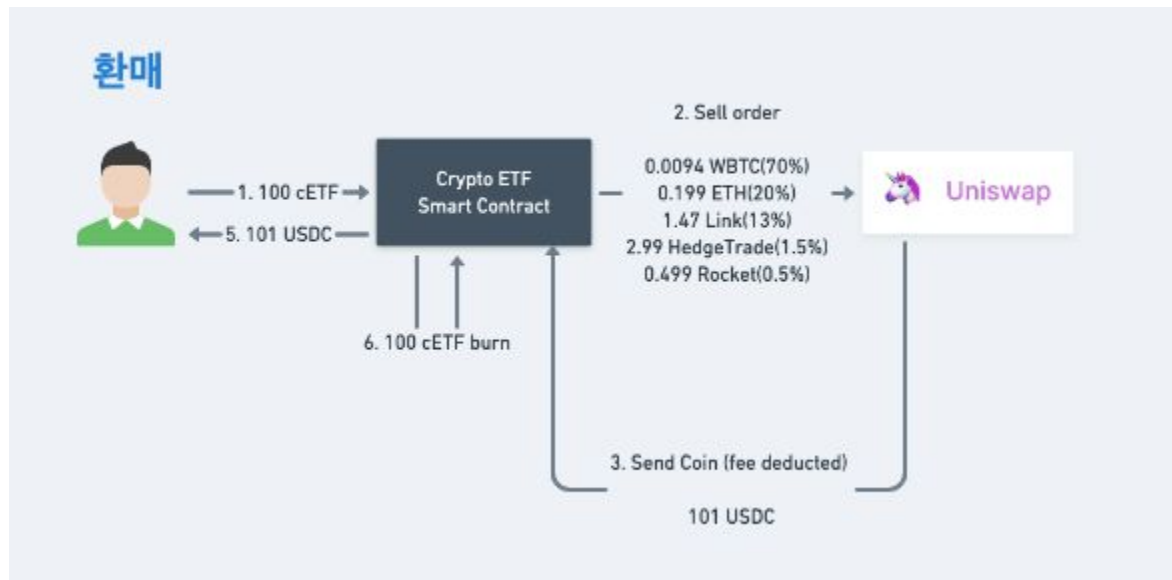 환매
2. Sell order
0.0094 WBTC(70%)
0.199 ETH(20%)
1.47 Link(13%)
2.99 HedgeTrade(1.5%)
0.499 Rocket(0.5%)
1. 100 cETF
5. 101 USDC
Crypto ETF
Smart Contract
Uniswap
6. 100 cETF burn
3. Send Coin (fee deducted)
101 USDC